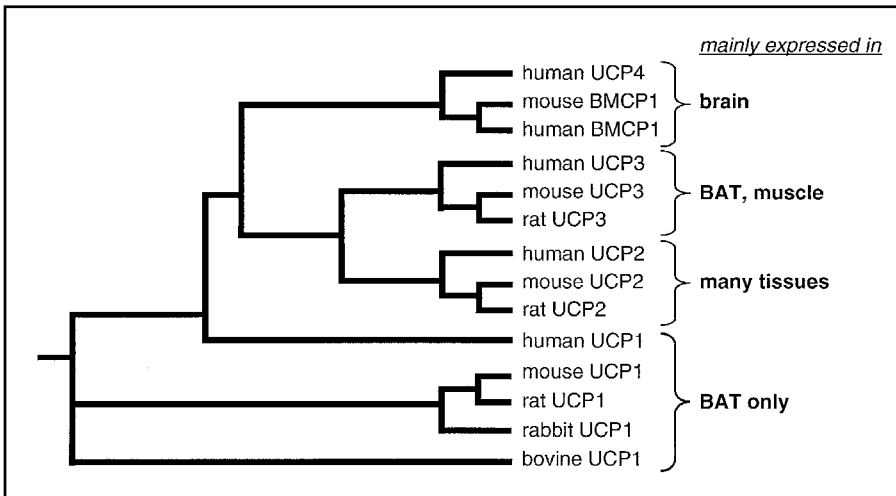 mainly expressed in
human UCP4
mouse BMCP1
human BMCP1
brain
human UCP3
mouse UCP3
rat UCP3
BAT, muscle
human UCP2
mouse UCP2
rat UCP2
many tissues
human UCP1
mouse UCP1
rat UCP1
rabbit UCP1
bovine UCP1
BAT only